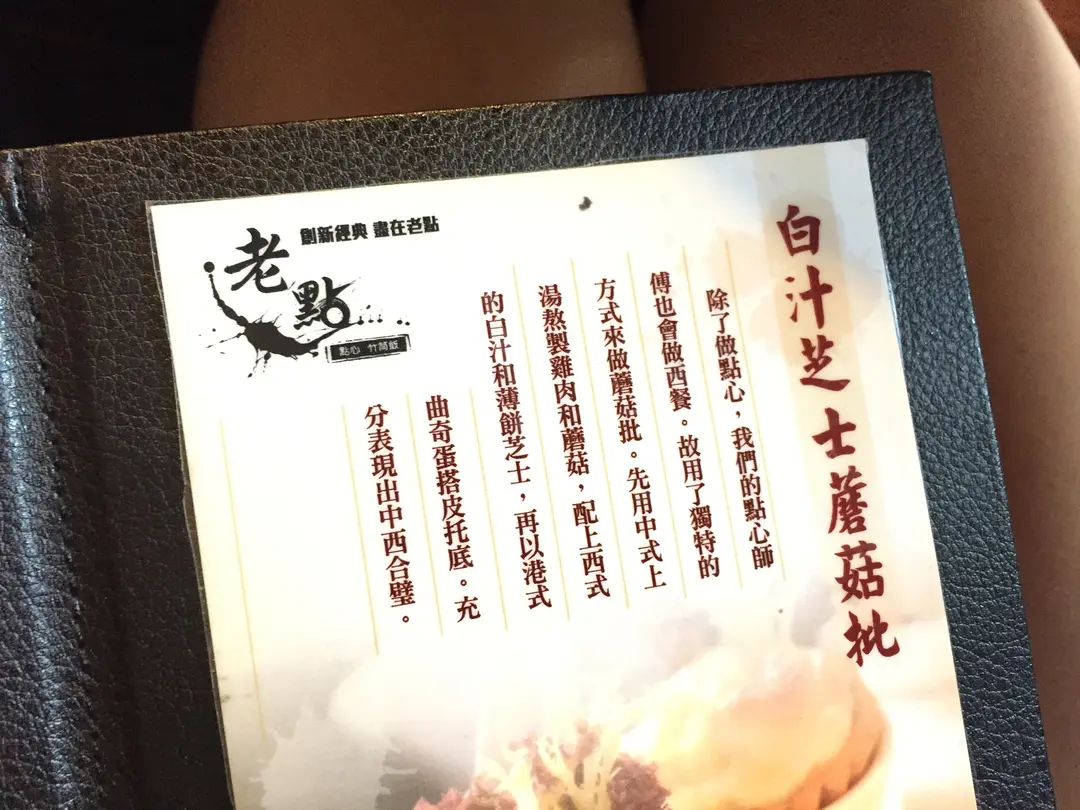 白汁芝士蘑菇批
除了做點心，我們的點心師
傅也會做西餐。故用了獨特的
方式來做蘑菇批。先用中式上
湯熬製雞肉和蘑菇，配上西式
的白汁和薄餅芝士，再以港式
曲奇蛋撘皮托底。充
分表現出中西合璧。
創新經典 盡在老點
老點
點心 竹筒飯